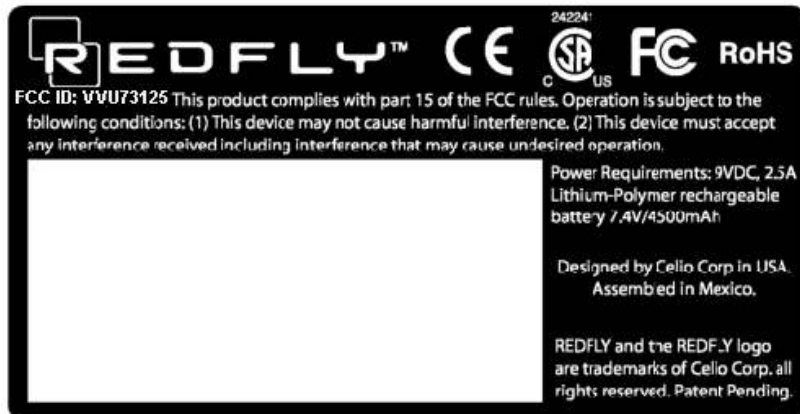 REDFLY™ CE 242241 C SA US FC RoHS
FCC ID: VVU73125 This product complies with part 15 of the FCC rules. Operation is subject to the
following conditions: (1) This device may not cause harmful interference. (2) This device must accept
any interference received including interference that may cause undesired operation.
Power Requirements: 9VDC, 2.5A
Lithium-Polymer rechargeable
battery 7.4V/4500mAh
Designed by Celio Corp in USA.
Assembled in Mexico.
REDFLY and the REDFLY logo
are trademarks of Celio Corp. all
rights reserved. Patent Pending.